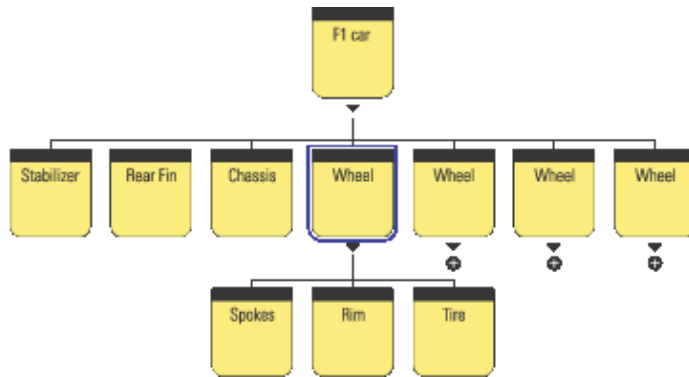 F1 car
Stabilizer
Rear Fin
Chassis
Wheel
Wheel
Wheel
Wheel
Spokes
Rim
Tire